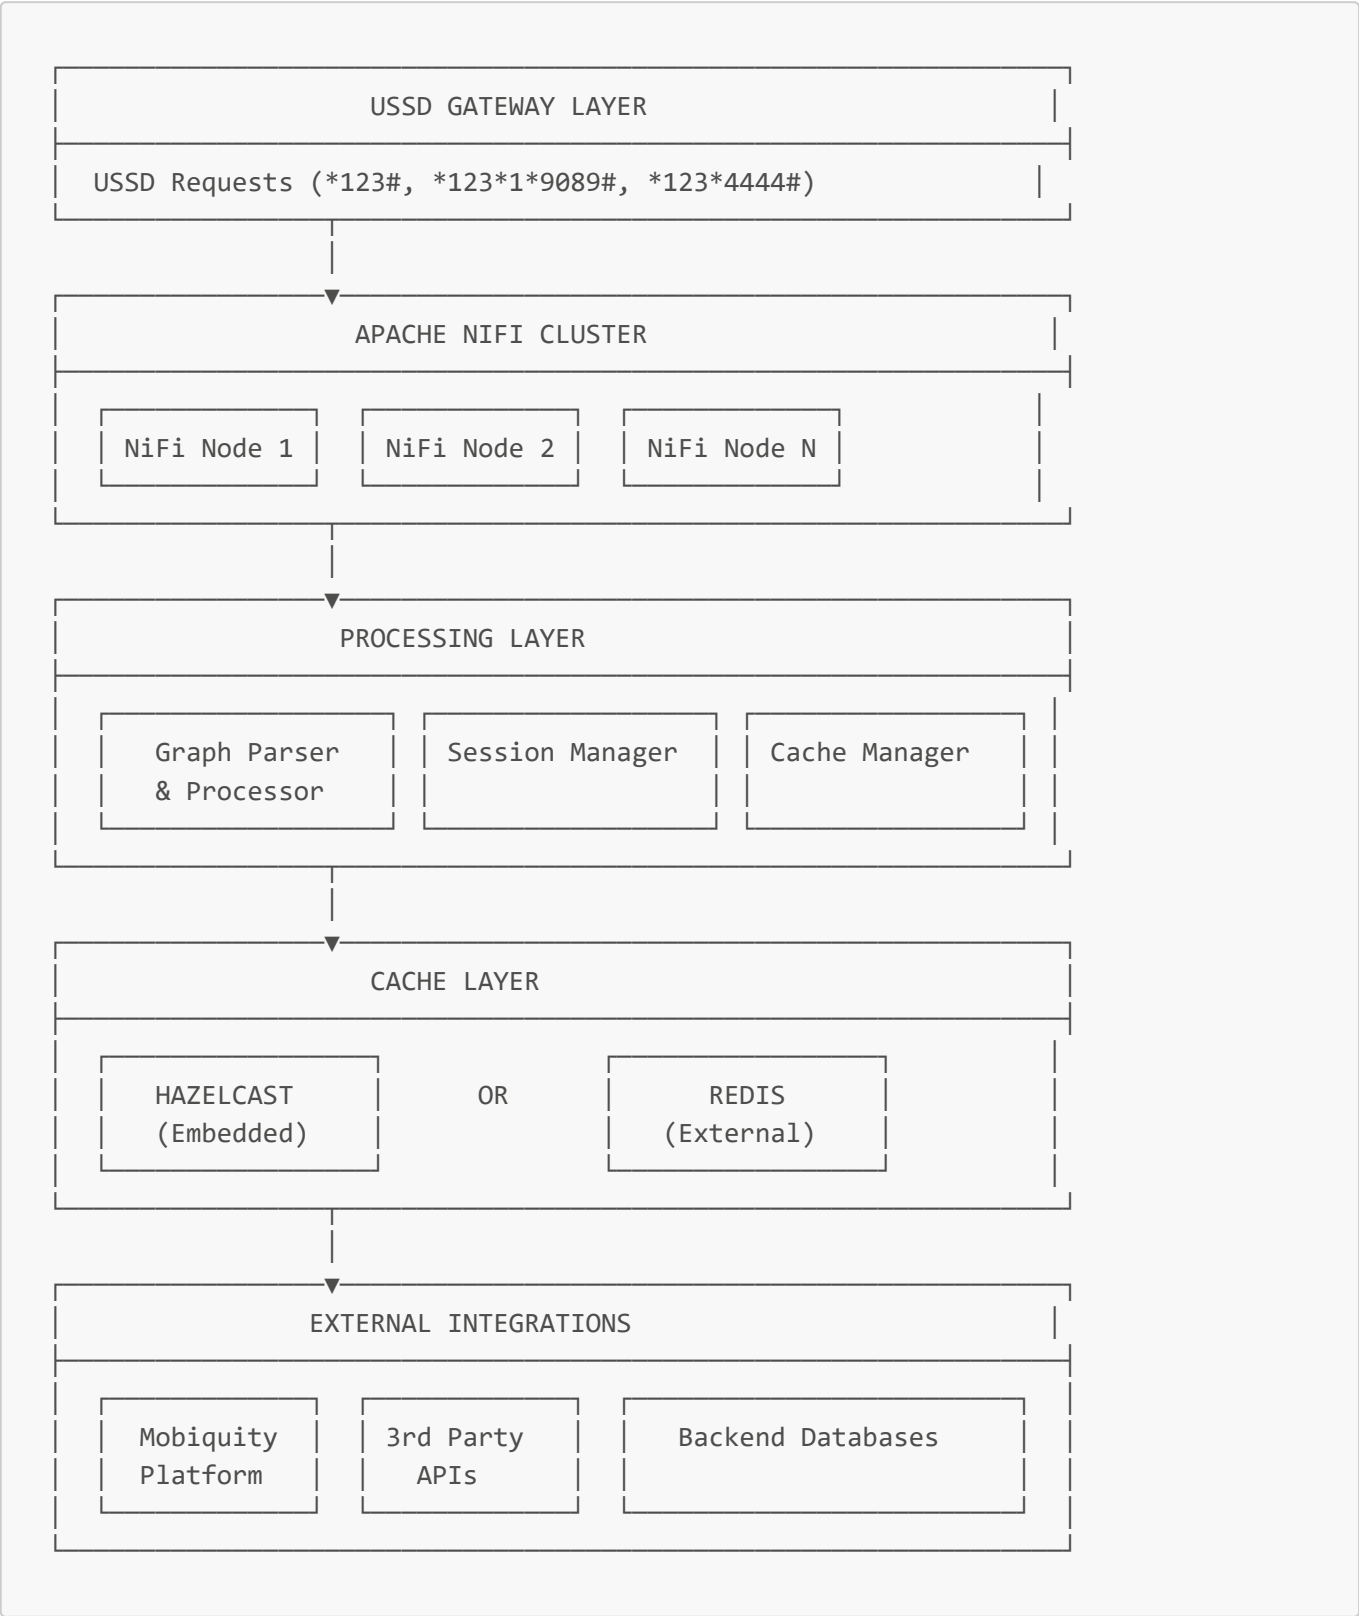 USSD GATEWAY LAYER
USSD Requests (*123#, *123*1*9089#, *123*4444#)
APACHE NIFI CLUSTER
NiFi Node 1 NiFi Node 2 NiFi Node N
PROCESSING LAYER
Graph Parser Session Manager Cache Manager
& Processor
CACHE LAYER
HAZELCAST OR REDIS
(Embedded) (External)
EXTERNAL INTEGRATIONS
Mobiquity 3rd Party Backend Databases
Platform APIs